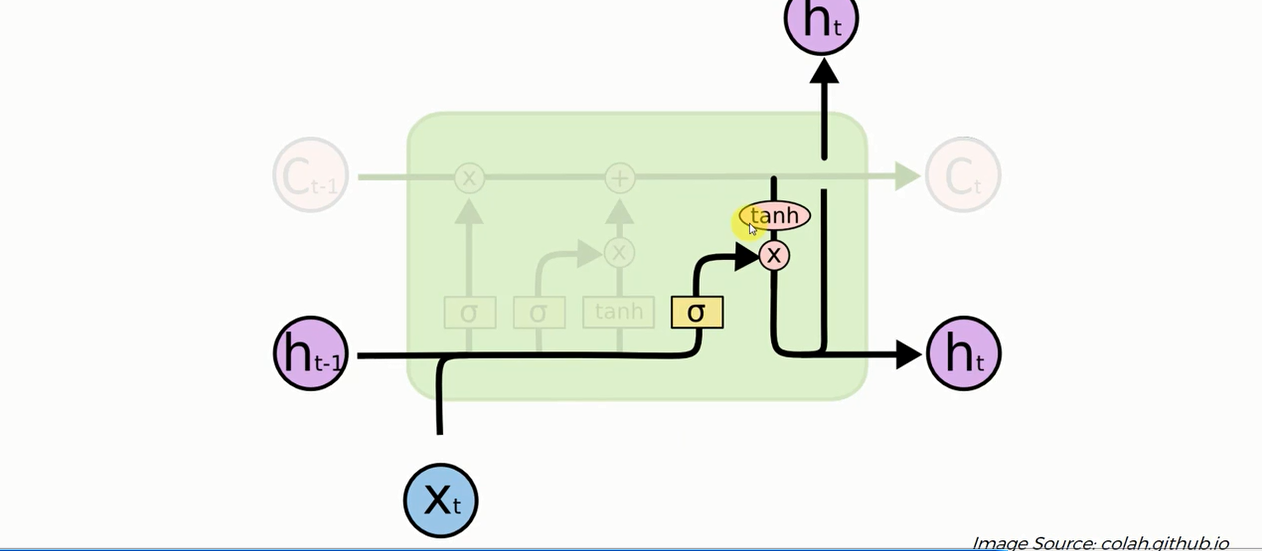 ht
Ct-1
x
+
Ct
tanh
x
x
σ
σ
tanh
σ
ht-1
ht
xt
Image Source: colah.github.io